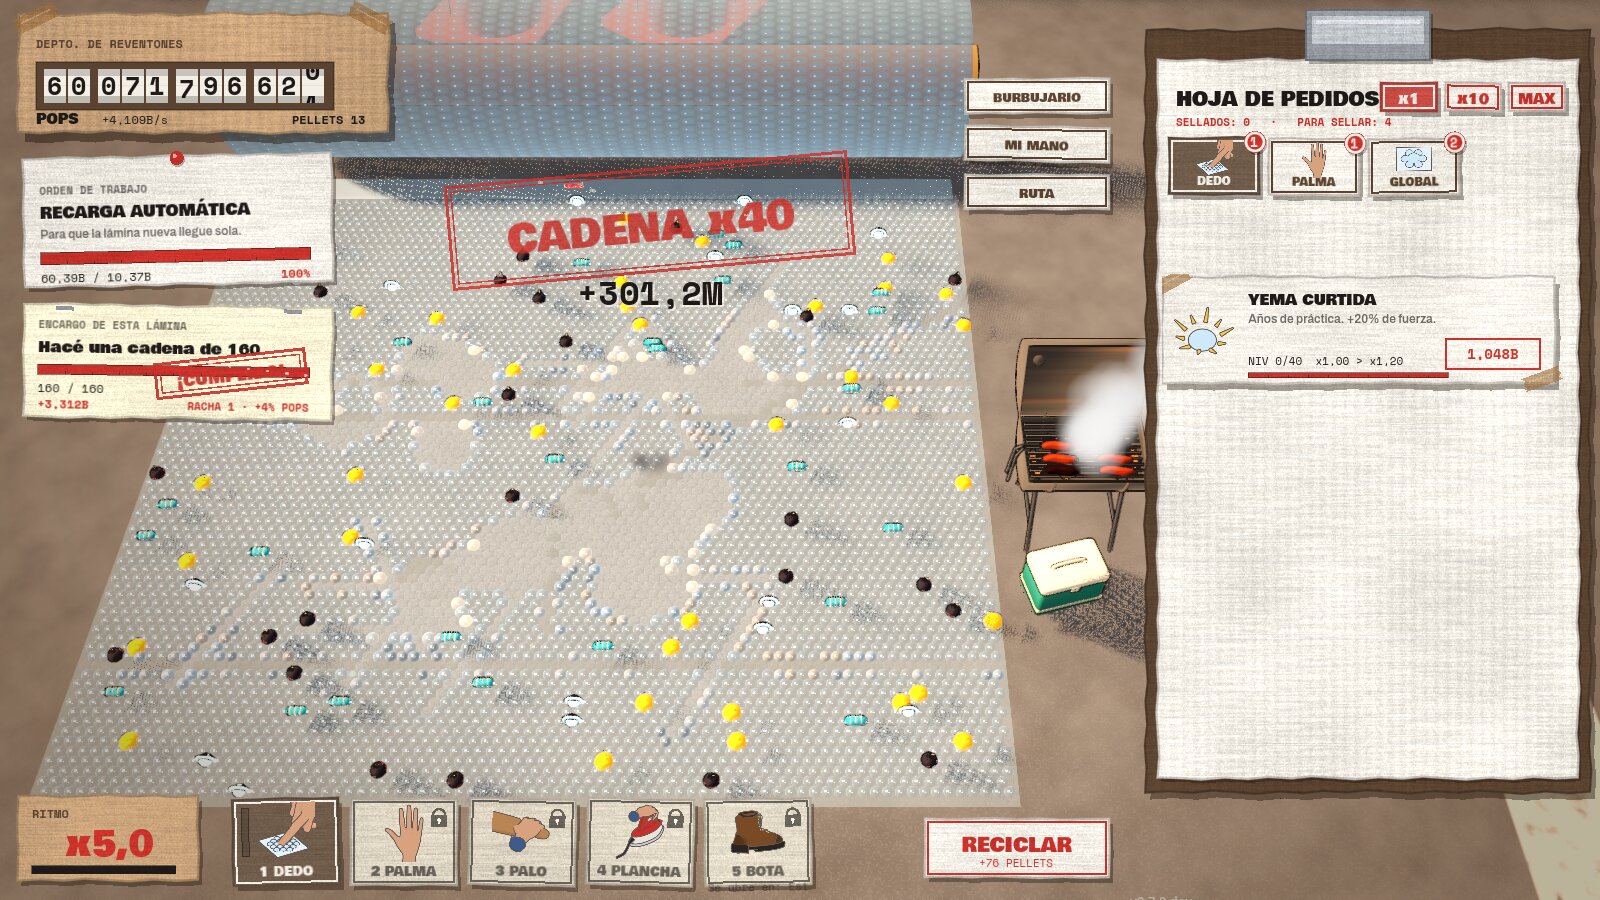 DEPTO. DE REVENTONES
60 071 796 62
POPS +4,109B/s PELLETS 13
ORDEN DE TRABAJO
RECARGA AUTOMÁTICA
Para que la lámina nueva llegue sola.
60,39B / 10,37B 100%
ENCARGO DE ESTA LÁMINA
Hacé una cadena de 160
160 / 160
+3,312B RACHA 1 · +4% POPS
CADENA x40
+301,2M
BURBUJARIO
MI MANO
RUTA
HOJA DE PEDIDOS x1 x10 MAX
SELLADOS: 0 · PARA SELLAR: 4
1 1 2
DEDO PALMA GLOBAL
YEMA CURTIDA
Años de práctica. +20% de fuerza.
NIV 0/40 x1,00 > x1,20 1,048B
RITMO
x5,0
1 DEDO 2 PALMA 3 PALO 4 PLANCHA 5 BOTA
RECICLAR
+76 PELLETS